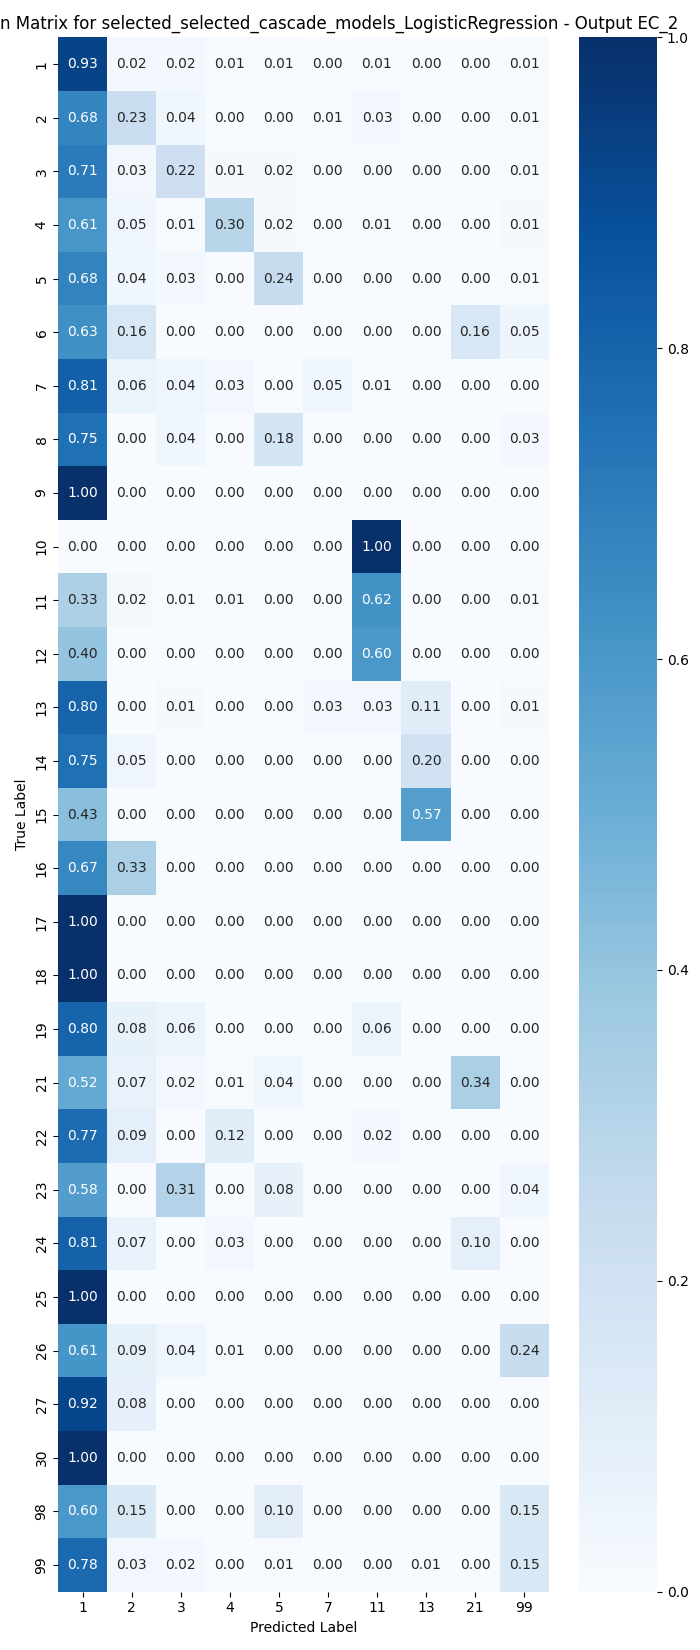 n Matrix for selected_selected_cascade_models_LogisticRegression - Output EC_2
1 0.93 0.02 0.02 0.01 0.01 0.00 0.01 0.00 0.00 0.01
2 0.68 0.23 0.04 0.00 0.00 0.01 0.03 0.00 0.00 0.01
3 0.71 0.03 0.22 0.01 0.02 0.00 0.00 0.00 0.00 0.01
4 0.61 0.05 0.01 0.30 0.02 0.00 0.01 0.00 0.00 0.01
5 0.68 0.04 0.03 0.00 0.24 0.00 0.00 0.00 0.00 0.01
6 0.63 0.16 0.00 0.00 0.00 0.00 0.00 0.00 0.16 0.05
7 0.81 0.06 0.04 0.03 0.00 0.05 0.01 0.00 0.00 0.00
8 0.75 0.00 0.04 0.00 0.18 0.00 0.00 0.00 0.00 0.03
9 1.00 0.00 0.00 0.00 0.00 0.00 0.00 0.00 0.00 0.00
10 0.00 0.00 0.00 0.00 0.00 0.00 1.00 0.00 0.00 0.00
11 0.33 0.02 0.01 0.01 0.00 0.00 0.62 0.00 0.00 0.01
12 0.40 0.00 0.00 0.00 0.00 0.00 0.60 0.00 0.00 0.00
13 0.80 0.00 0.01 0.00 0.00 0.03 0.03 0.11 0.00 0.01
14 0.75 0.05 0.00 0.00 0.00 0.00 0.00 0.20 0.00 0.00
15 0.43 0.00 0.00 0.00 0.00 0.00 0.00 0.57 0.00 0.00
16 0.67 0.33 0.00 0.00 0.00 0.00 0.00 0.00 0.00 0.00
17 1.00 0.00 0.00 0.00 0.00 0.00 0.00 0.00 0.00 0.00
18 1.00 0.00 0.00 0.00 0.00 0.00 0.00 0.00 0.00 0.00
19 0.80 0.08 0.06 0.00 0.00 0.00 0.06 0.00 0.00 0.00
21 0.52 0.07 0.02 0.01 0.04 0.00 0.00 0.00 0.34 0.00
22 0.77 0.09 0.00 0.12 0.00 0.00 0.02 0.00 0.00 0.00
23 0.58 0.00 0.31 0.00 0.08 0.00 0.00 0.00 0.00 0.04
24 0.81 0.07 0.00 0.03 0.00 0.00 0.00 0.00 0.10 0.00
25 1.00 0.00 0.00 0.00 0.00 0.00 0.00 0.00 0.00 0.00
26 0.61 0.09 0.04 0.01 0.00 0.00 0.00 0.00 0.00 0.24
27 0.92 0.08 0.00 0.00 0.00 0.00 0.00 0.00 0.00 0.00
30 1.00 0.00 0.00 0.00 0.00 0.00 0.00 0.00 0.00 0.00
98 0.60 0.15 0.00 0.00 0.10 0.00 0.00 0.00 0.00 0.15
99 0.78 0.03 0.02 0.00 0.01 0.00 0.00 0.01 0.00 0.15
1 2 3 4 5 7 11 13 21 99
Predicted Label
True Label
1.0
0.8
0.6
0.4
0.2
0.0